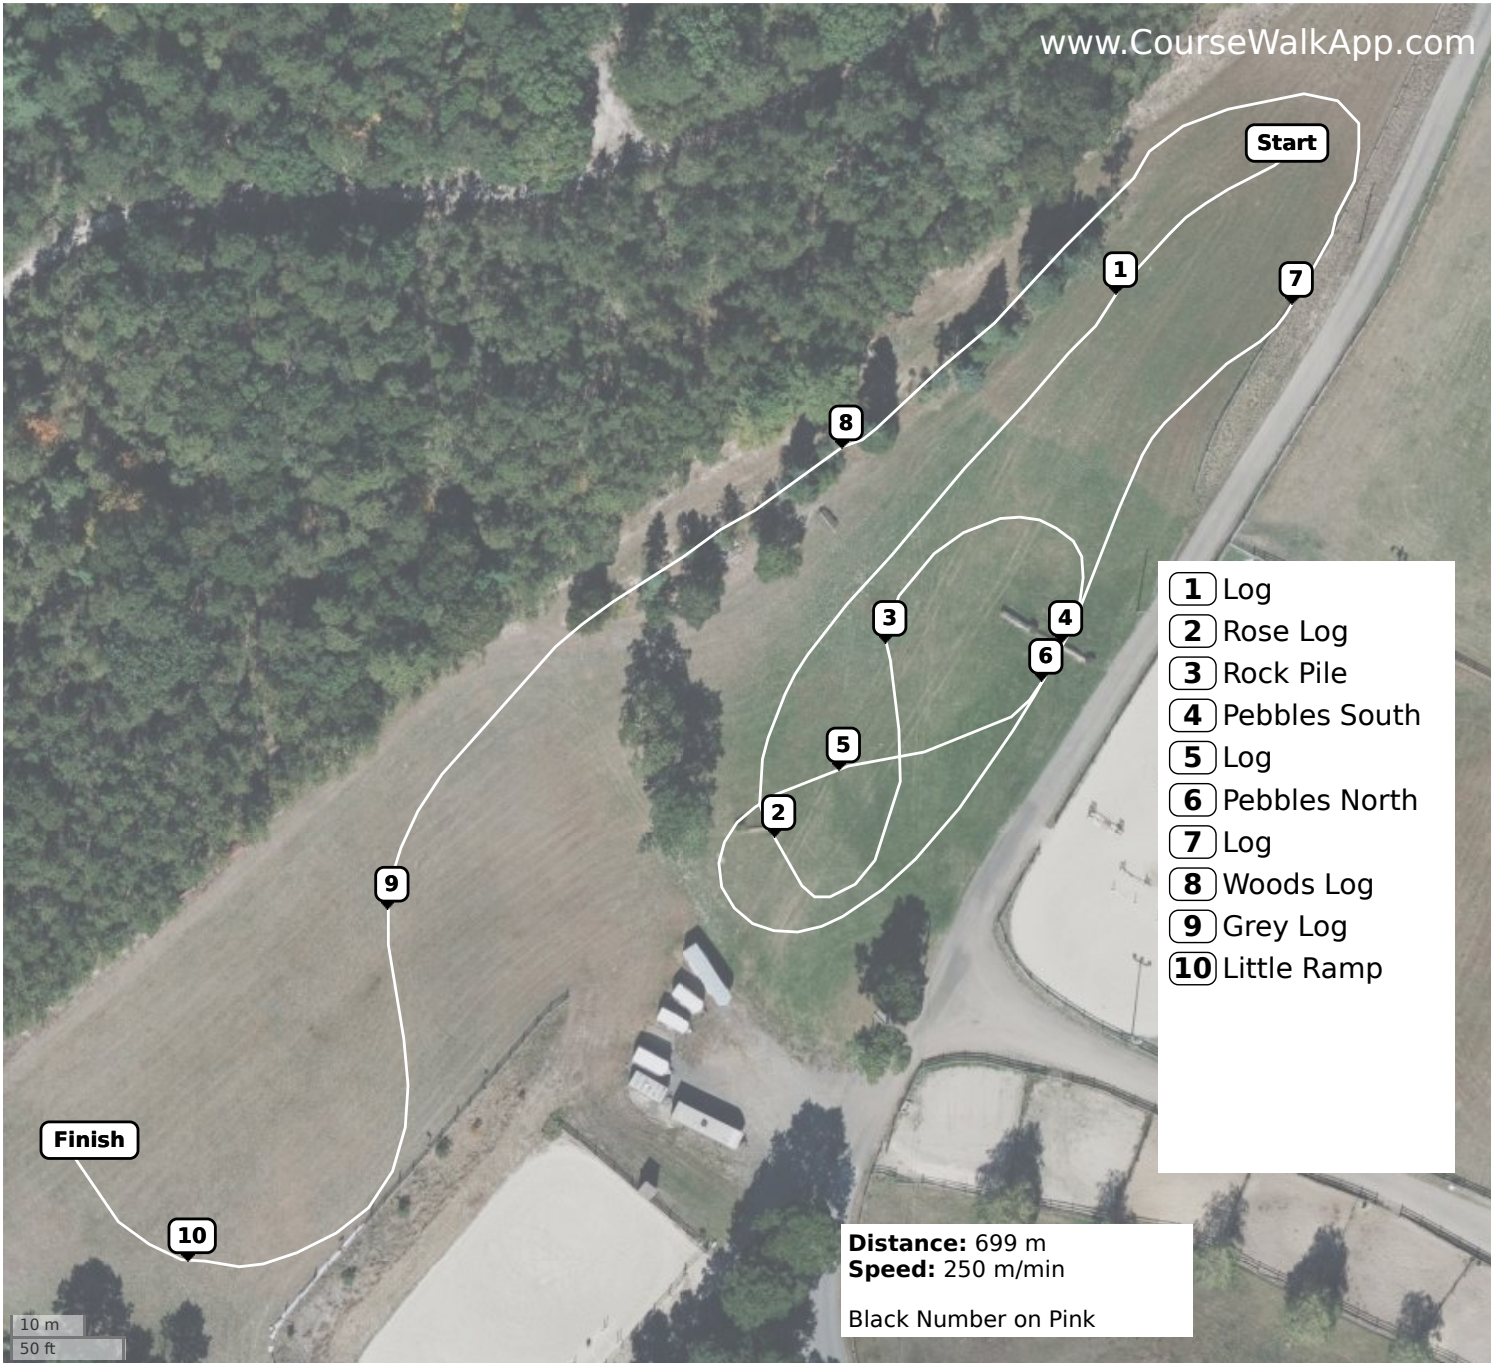 www.CourseWalkApp.com
Start
1
7
8
3
4
6
5
2
9
Finish
10
1 Log
2 Rose Log
3 Rock Pile
4 Pebbles South
5 Log
6 Pebbles North
7 Log
8 Woods Log
9 Grey Log
10 Little Ramp
Distance: 699 m
Speed: 250 m/min
Black Number on Pink
10 m
50 ft